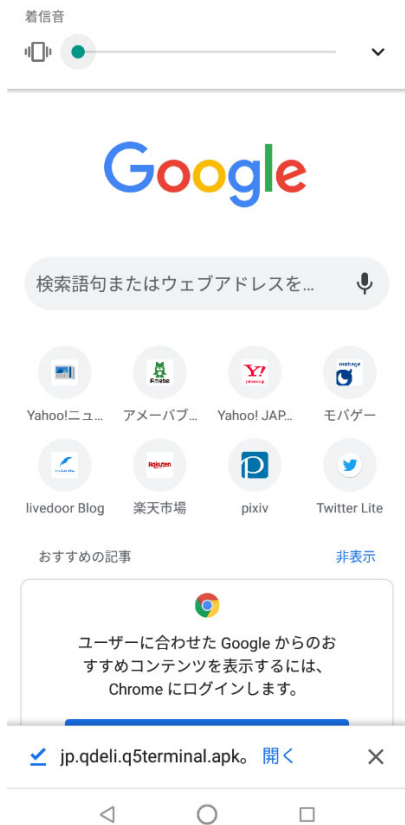 着信音
Google
検索語句またはウェブアドレスを...
Yahoo!ニュ...
アメーバブ...
Yahoo! JAP...
モバゲー
livedoor Blog
楽天市場
pixiv
Twitter Lite
おすすめの記事
非表示
ユーザーに合わせた Google からのお
すすめコンテンツを表示するには、
Chrome にログインします。
jp.qdeli.q5terminal.apk。 開く